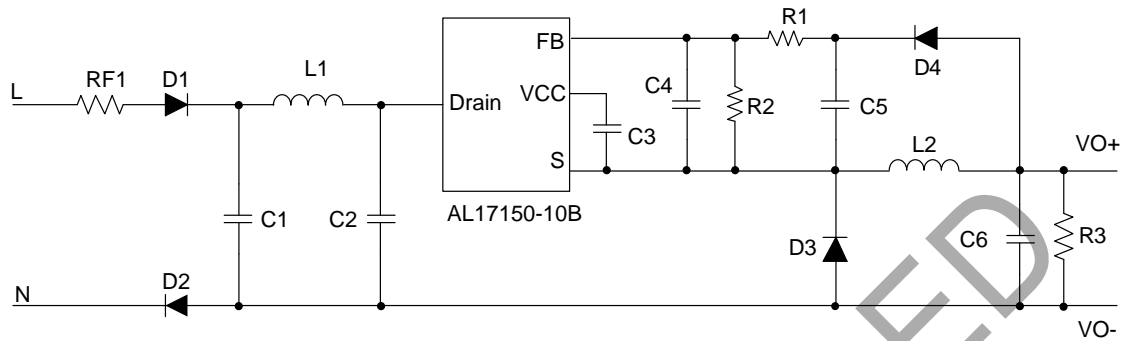 R1
FB
D4
L1
RF1
D1
L
C4
VCC
Drain
R2
C5
C3
L2
VO+
S
AL17150-10B
C1
C2
D3
C6
R3
D2
N
VO-